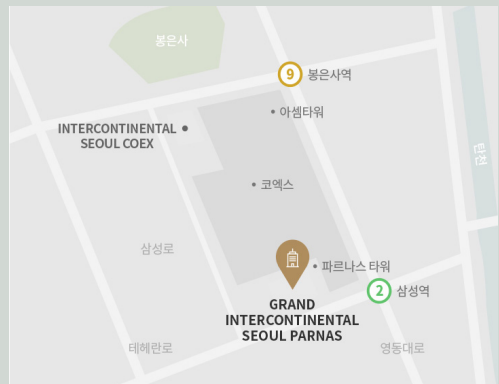 봉은사
9 봉은사역
아셈타워
INTERCONTINENTAL
SEOUL COEX
탄천
코엑스
삼성로
파르나스 타워
2 삼성역
GRAND
INTERCONTINENTAL
SEOUL PARNAS
테헤란로
영동대로